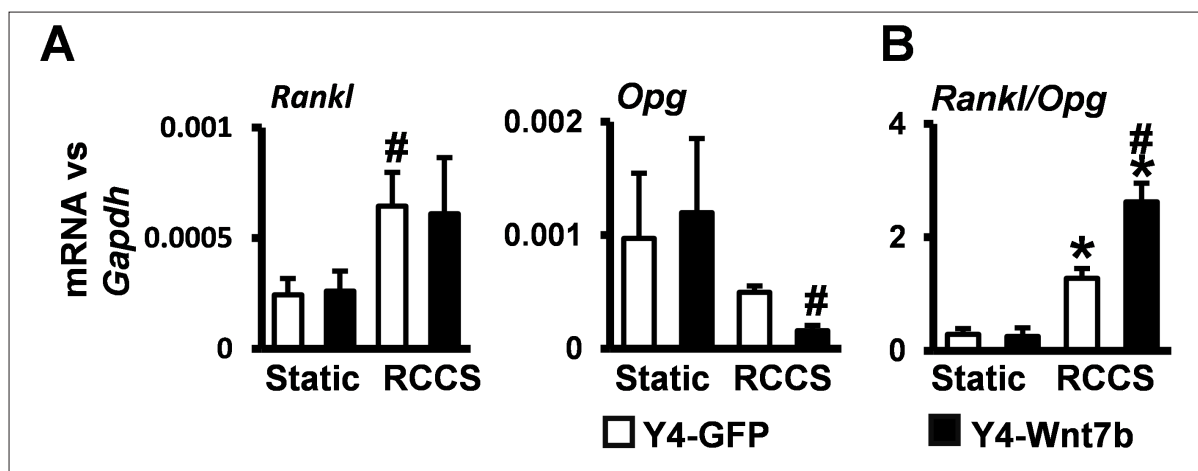 A
B
Rankl
Opg
Rankl/Opg
mRNA vs
Gapdh
0.001
0.0005
0
#
Static RCCS
0.002
0.001
0
#
Static RCCS
4
2
0
*
#
*
Static RCCS
Y4-GFP
Y4-Wnt7b